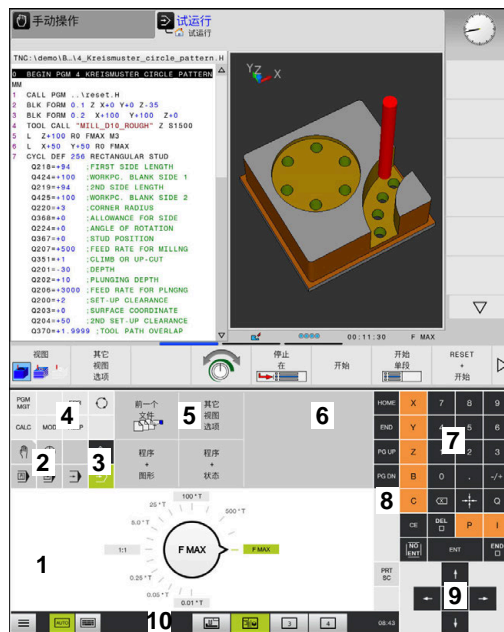 手动操作
试运行
试运行
TNC:\demo\B...\4_Kreismuster_circle_pattern.H
0 BEGIN PGM 4_KREISMUSTER_CIRCLE_PATTERN
MM
1 CALL PGM ..\reset.H
2 BLK FORM 0.1 Z X+0 Y+0 Z-35
3 BLK FORM 0.2 X+100 Y+100 Z+0
4 TOOL CALL "MILL_D10_ROUGH" Z S1500
5 L Z+100 R0 FMAX M3
6 L X+50 Y+50 R0 FMAX
7 CYCL DEF 256 RECTANGULAR STUD
Q218=+94 ;FIRST SIDE LENGTH
Q424=+100 ;WORKPC. BLANK SIDE 1
Q219=+94 ;2ND SIDE LENGTH
Q425=+100 ;WORKPC. BLANK SIDE 2
Q220=+3 ;CORNER RADIUS
Q368=+0 ;ALLOWANCE FOR SIDE
Q224=+0 ;ANGLE OF ROTATION
Q367=+0 ;STUD POSITION
Q207=+500 ;FEED RATE FOR MILLNG
Q351=+1 ;CLIMB OR UP-CUT
Q201=-30 ;DEPTH
Q202=+10 ;PLUNGING DEPTH
Q206=+3000 ;FEED RATE FOR PLNGNG
Q200=+2 ;SET-UP CLEARANCE
Q203=+0 ;SURFACE COORDINATE
Q204=+50 ;2ND SET-UP CLEARANCE
Q370=+1.9999 ;TOOL PATH OVERLAP
Y Z X
00:11:30 F MAX
视图
其它
视图
选项
停止
在
开始
开始
单段
RESET
+
开始
PGM
MGT
4
CALC
MOD
2
3
前一个
文件
5
其它
视图
选项
程序
+
图形
程序
+
状态
6
HOME X 7 8 9
END Y 4 5 6
PG UP Z 1 2 3
7
PG DN B 0 . -/+
8
C Q
CE DEL P I
NO
ENT
ENT
END
PRT
SC
9
1
100°T
25°T
500°T
5.0°T
1:1
F MAX
F MAX
0.25°T
0.05°T
0.01°T
10
AUTO
3
4
08:43